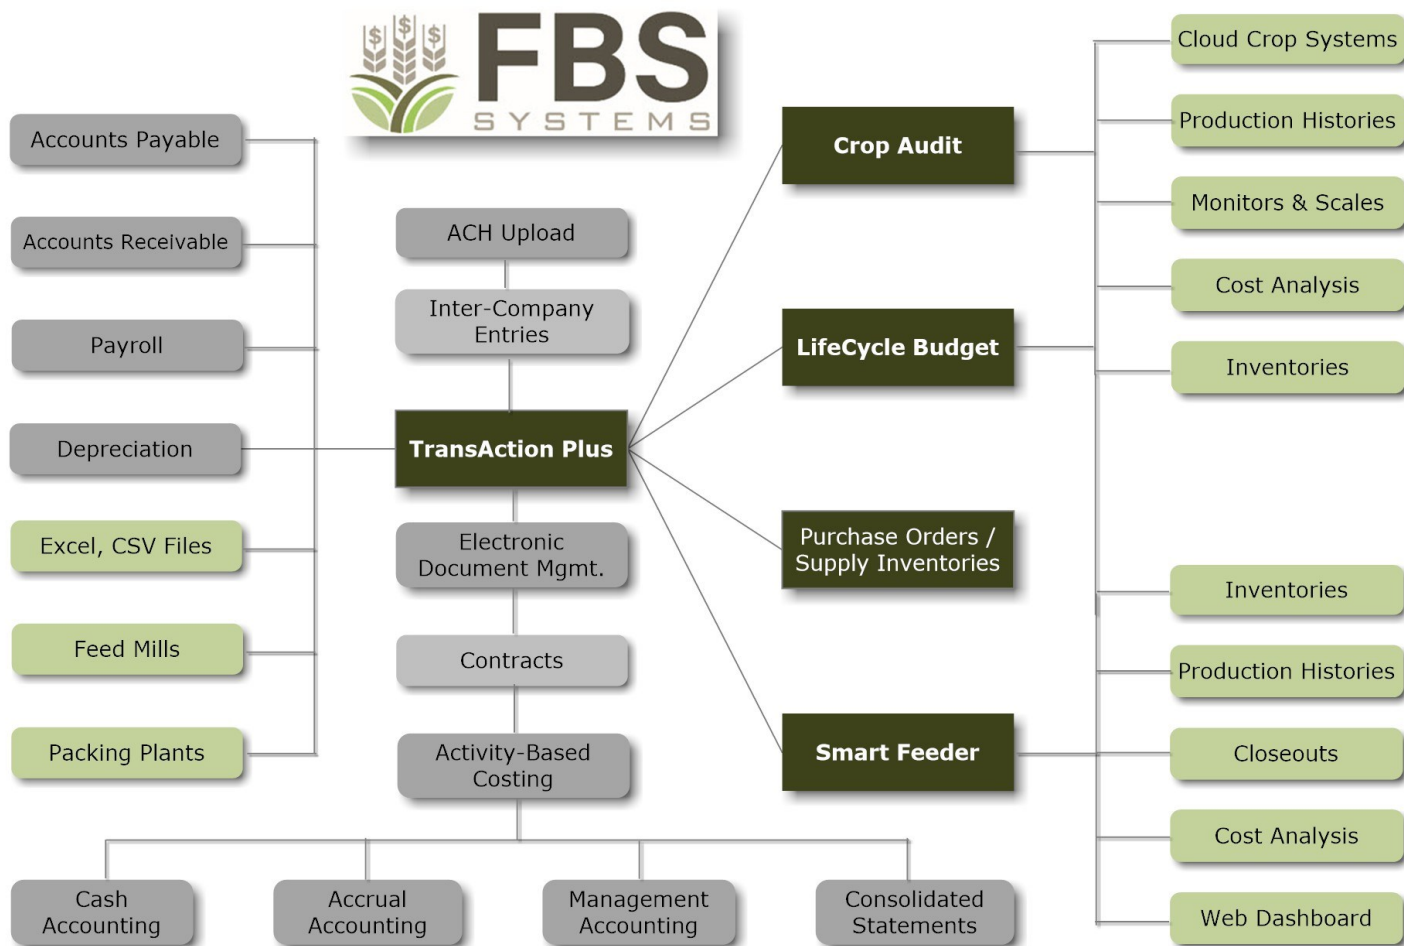 $ $ $
FBS
SYSTEMS
Accounts Payable
Accounts Receivable
Payroll
Depreciation
Excel, CSV Files
Feed Mills
Packing Plants
ACH Upload
Inter-Company
Entries
TransAction Plus
Electronic
Document Mgmt.
Contracts
Activity-Based
Costing
Cash
Accounting
Accrual
Accounting
Management
Accounting
Consolidated
Statements
Crop Audit
LifeCycle Budget
Purchase Orders /
Supply Inventories
Smart Feeder
Cloud Crop Systems
Production Histories
Monitors & Scales
Cost Analysis
Inventories
Inventories
Production Histories
Closeouts
Cost Analysis
Web Dashboard